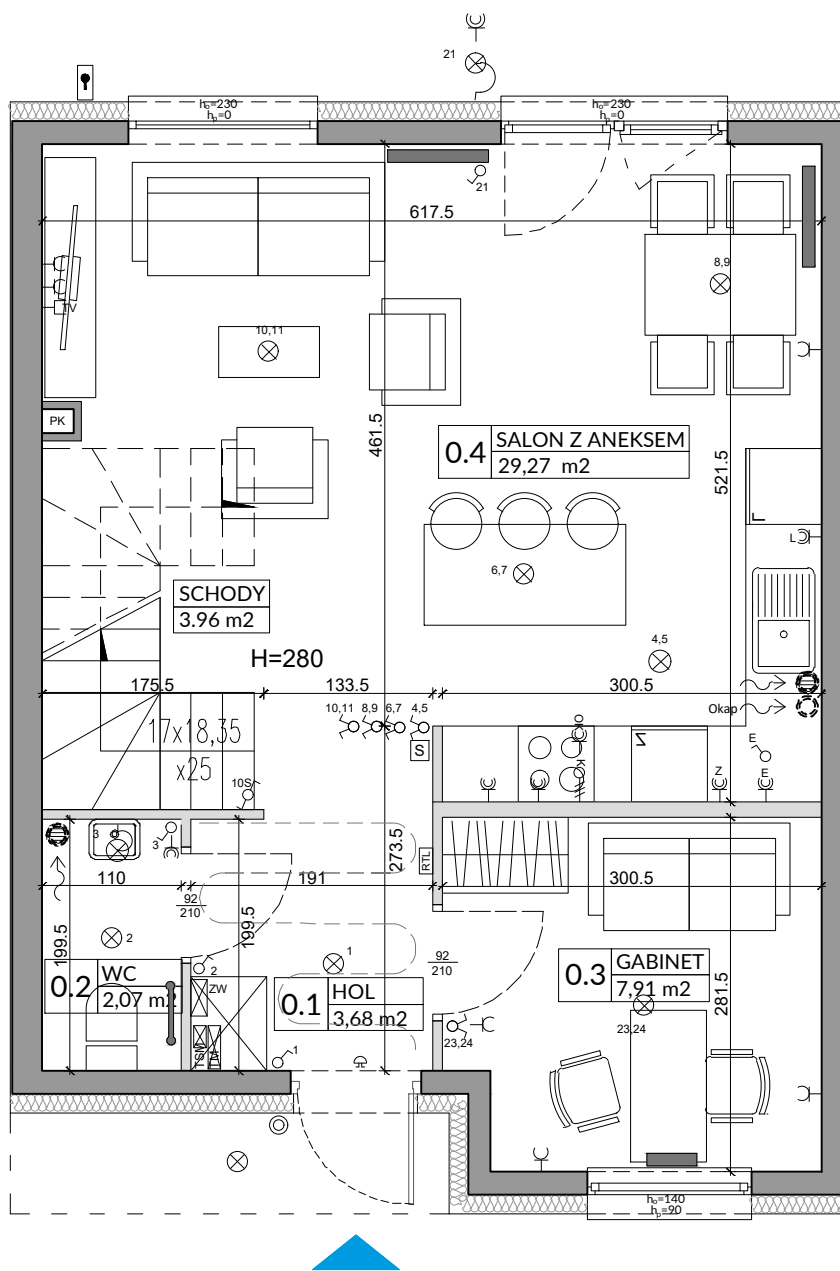 21
hₒ=230
hₚ=0
hₒ=230
hₚ=0
21
617.5
8,9
TV
10,11
PK
461.5
0.4 SALON Z ANEKSEM
29,27 m2
521.5
L
6,7
SCHODY
3.96 m2
4,5
H=280
175.5
133.5
300.5
10,11
8,9
6,7
4,5
Okap
OK
S
17x18,35
x25
E
K
Z
E
10S
3
3
273.5
RTL
110
191
300.5
92
210
199.5
199.5
2
1
92
210
0.2 WC
2,07 m2
2
ZW
0.1 HOL
3,68 m2
0.3 GABINET
7,91 m2
281.5
23,24
23,24
TSM
1
hₒ=140
hₚ=90